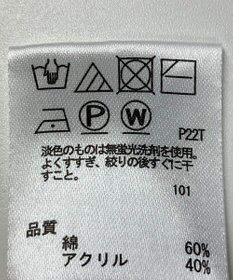 P W
P22T
淡色のものは無蛍光洗剤を使用。
よくすすぎ、絞りの後すぐに干
すこと。
101
品質
綿 60%
アクリル 40%